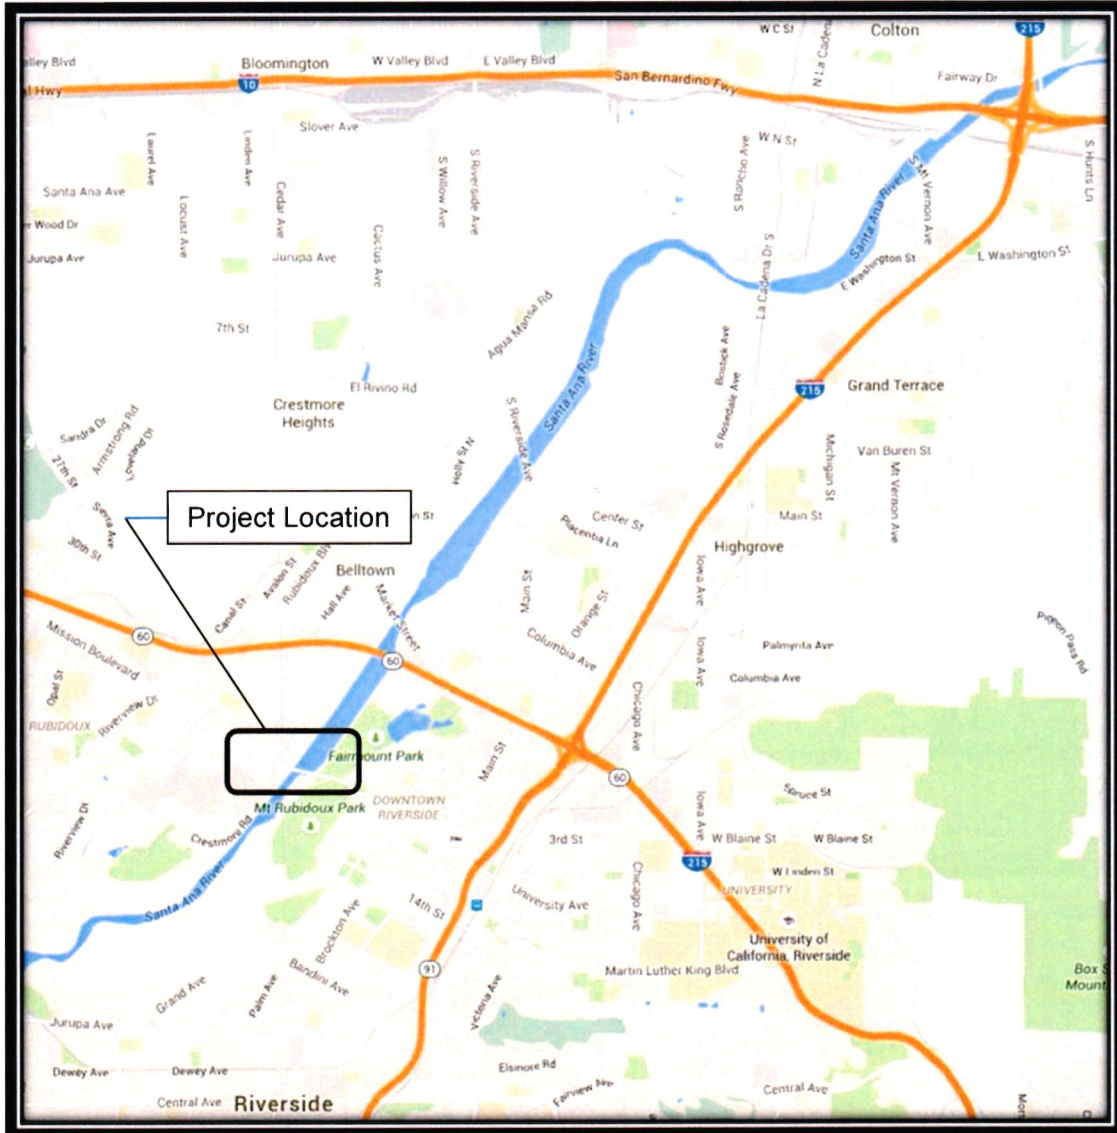 W C St
N La Cadena
Colton
215
alley Blvd
Bloomington
W Valley Blvd
E Valley Blvd
Fairway Dr
10
San Bernardino Fwy
l Hwy
Slover Ave
Laurel Ave
Linden Ave
S Willow Ave
S Riverside Ave
S Rancho Ave
W N St
S Hunts Ln
S Mt Vernon Ave
Santa Ana Ave
Locust Ave
Cedar Ave
Cactus Ave
Santa Ana River
Wood Dr
Jurupa Ave
Jurupa Ave
La Cadena Dr S
E Washington St
E Washington St
7th St
Agua Mansa Rd
Santa Ana River
Bostick Ave
S Rosedale Ave
El Rivino Rd
215
Grand Terrace
Crestmore
Heights
S Riverside Ave
Sandra Dr
Armstrong Rd
Loveland Dr
27th St
Holly St N
Michigan St
Van Buren St
Mt Vernon Ave
Project Location
n St
Center St
Placentia Ln
Main St
Sierra Ave
30th St
Highgrove
Avalon St
Rubidoux Blv
Belltown
Hall Ave
Canal St
Market Street
Main St
Orange St
Iowa Ave
Pigeon Pass Rd
60
Mission Boulevard
60
Columbia Ave
Iowa Ave
Palmyrita Ave
Columbia Ave
Opal St
Riverview Dr
RUBIDOUX
Chicago Ave
Main St
Fairmount Park
60
Mt Rubidoux Park
DOWNTOWN
RIVERSIDE
Spruce St
Riverview Dr
Crestmore Rd
3rd St
Iowa Ave
W Blaine St
W Blaine St
215
W Linden St
Santa Ana River
14th St
University Ave
Chicago Ave
UNIVERSITY
Brockton Ave
University of
California, Riverside
91
Bandini Ave
Martin Luther King Blvd
Grand Ave
Palm Ave
Victoria Ave
Box S
Mount
Jurupa Ave
Dewey Ave
Dewey Ave
Elsinore Rd
Fairview Ave
Central Ave
Central Ave
Riverside